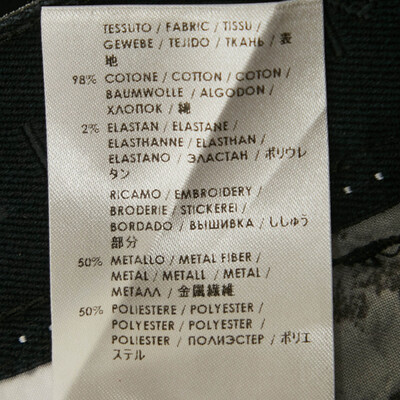 TESSUTO / FABRIC / TISSU /
GEWEBE / TEJIDO / ТКАНЬ / 表
地
98% COTONE / COTTON / COTON /
BAUMWOLLE / ALGODON /
ХЛОПОК / 綿
2% ELASTAN / ELASTANE /
ELASTHANNE / ELASTHAN /
ELASTANO / ЭЛАСТАН / ポリウレ
タン
RICAMO / EMBROIDERY /
BRODERIE / STICKEREI /
BORDADO / ВЫШИВКА / ししゅう
部分
50% METALLO / METAL FIBER /
METAL / METALL / METAL /
МЕТАЛЛ / 金属繊維
50% POLIESTERE / POLYESTER /
POLYESTER / POLYESTER /
POLIESTER / ПОЛИЭСТЕР / ポリエ
ステル